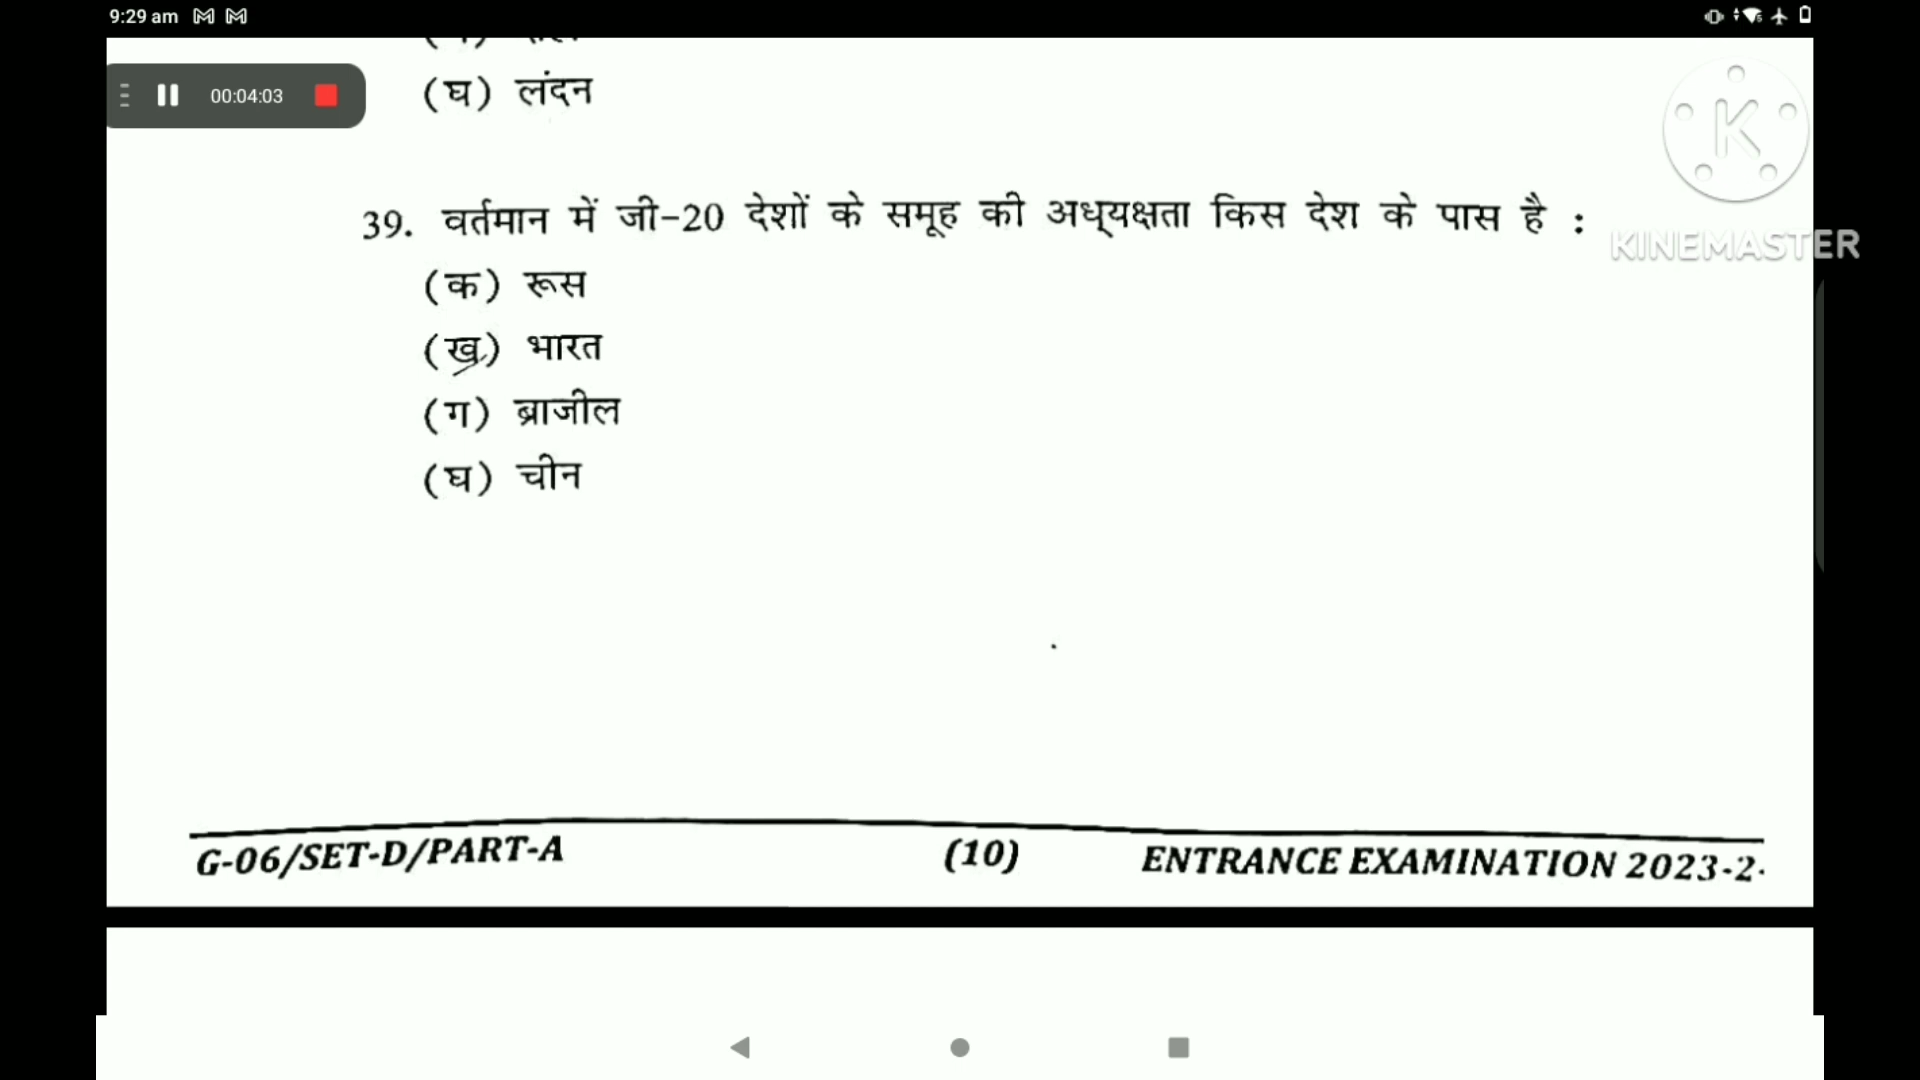 9:29 am
00:04:03
(घ) लंदन
K
KINEMASTER
39. वर्तमान में जी-20 देशों के समूह की अध्यक्षता किस देश के पास है :
(क) रूस
(ख) भारत
(ग) ब्राजील
(घ) चीन
G-06/SET-D/PART-A (10) ENTRANCE EXAMINATION 2023-2